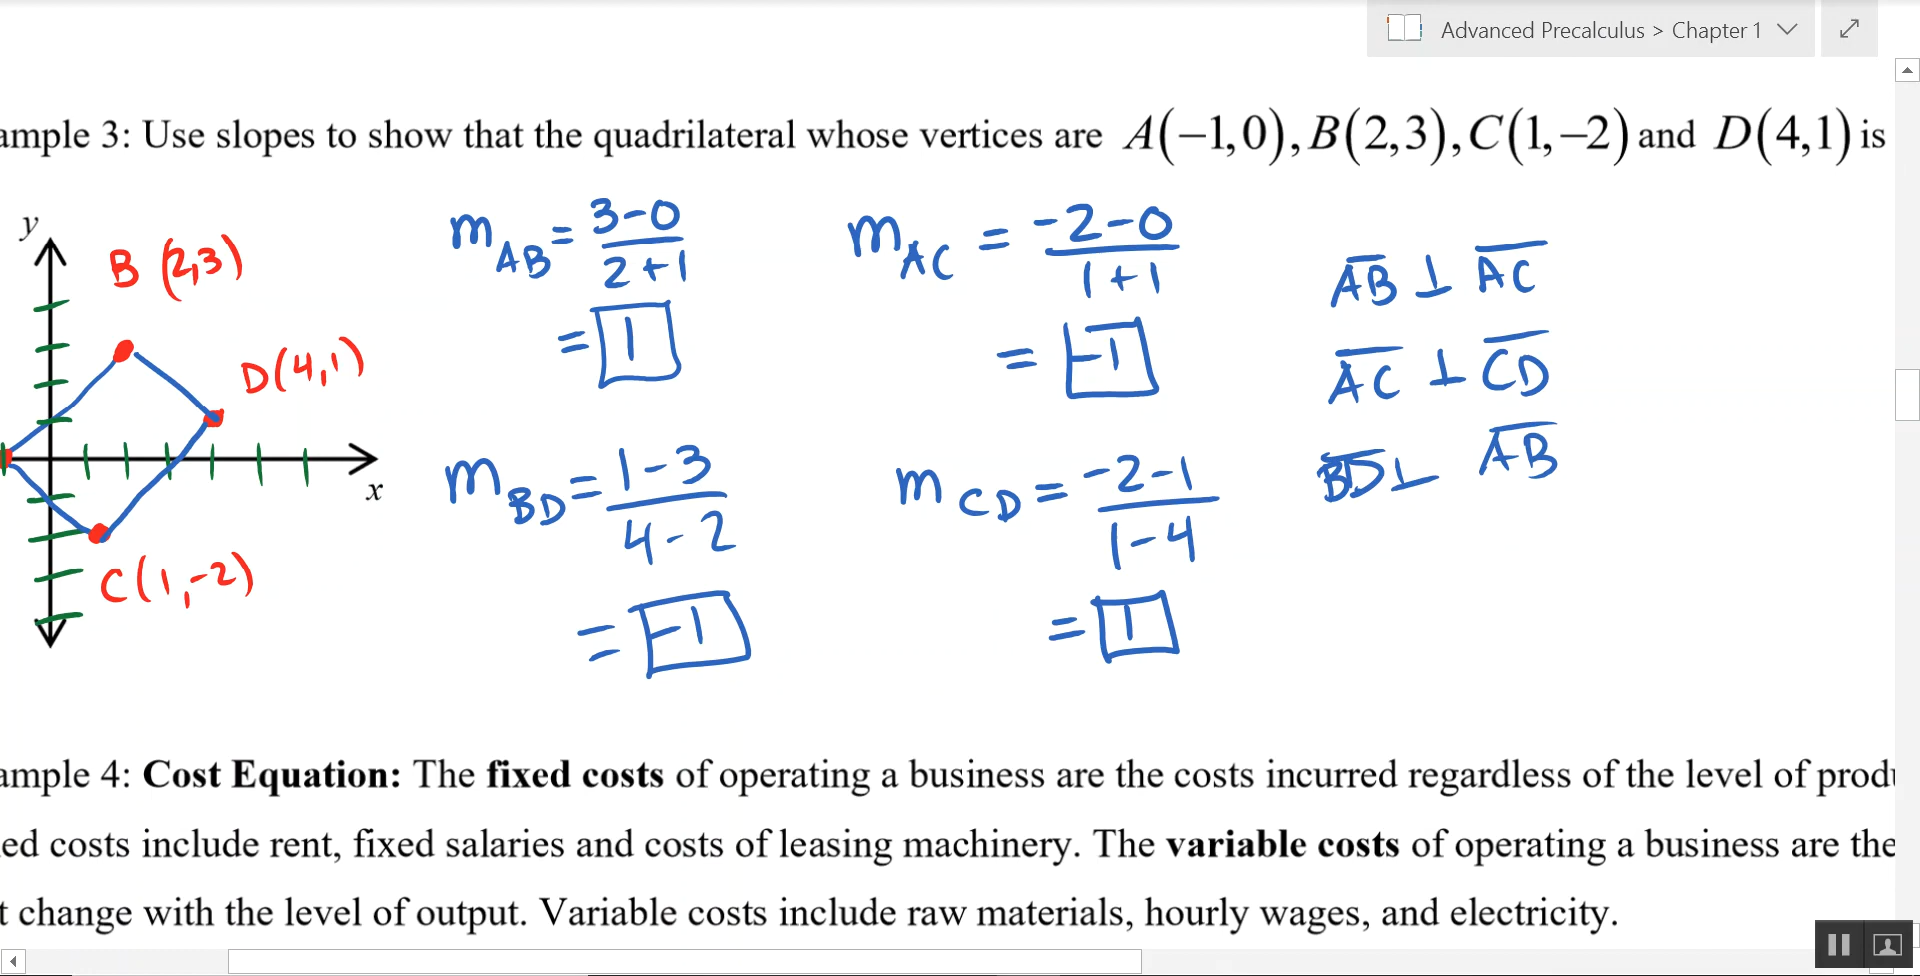 Advanced Precalculus > Chapter 1
ample 3: Use slopes to show that the quadrilateral whose vertices are A(−1,0), B(2,3), C(1,−2) and D(4,1) is
y
B (2,3)
D(4,1)
x
C(1,-2)
m AB = 3-0 / 2+1
= 1
m AC = -2-0 / 1+1
= -1
m BD = 1-3 / 4-2
= -1
m CD = -2-1 / 1-4
= 1
AB ⊥ AC
AC ⊥ CD
BD ⊥ AB
ample 4: Cost Equation: The fixed costs of operating a business are the costs incurred regardless of the level of produ
ed costs include rent, fixed salaries and costs of leasing machinery. The variable costs of operating a business are the
t change with the level of output. Variable costs include raw materials, hourly wages, and electricity.